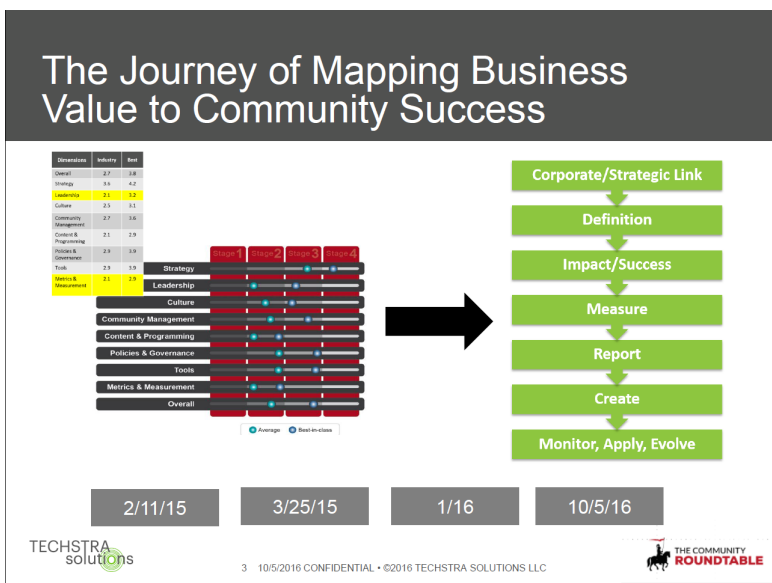 The Journey of Mapping Business
Value to Community Success
Dimensions Industry Best
Overall 2.7 3.8
Strategy 3.6 4.2
Leadership 2.1 3.2
Culture 2.5 3.1
Community
Management 2.7 3.6
Content &
Programming 2.1 2.9
Policies &
Governance 2.9 3.9
Tools 2.9 3.9
Metrics &
Measurement 2.1 2.9
Stage 1 Stage 2 Stage 3 Stage 4
Strategy
Leadership
Culture
Community Management
Content & Programming
Policies & Governance
Tools
Metrics & Measurement
Overall
Average Best-in-class
Corporate/Strategic Link
Definition
Impact/Success
Measure
Report
Create
Monitor, Apply, Evolve
2/11/15 3/25/15 1/16 10/5/16
TECHSTRA
solutions
3 10/5/2016 CONFIDENTIAL • ©2016 TECHSTRA SOLUTIONS LLC
THE COMMUNITY
ROUNDTABLE